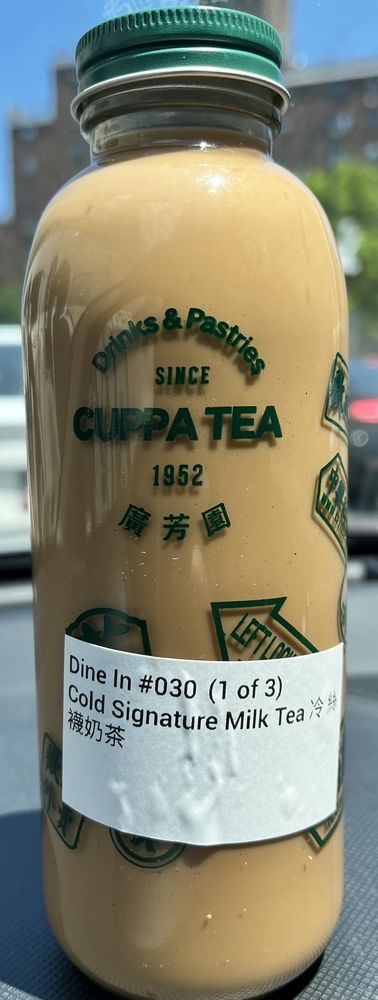 Drinks & Pastries
SINCE
CUPPA TEA
1952
廣芳園
LEFT LOO
Dine In #030 (1 of 3)
Cold Signature Milk Tea 冷 絲
襪奶茶